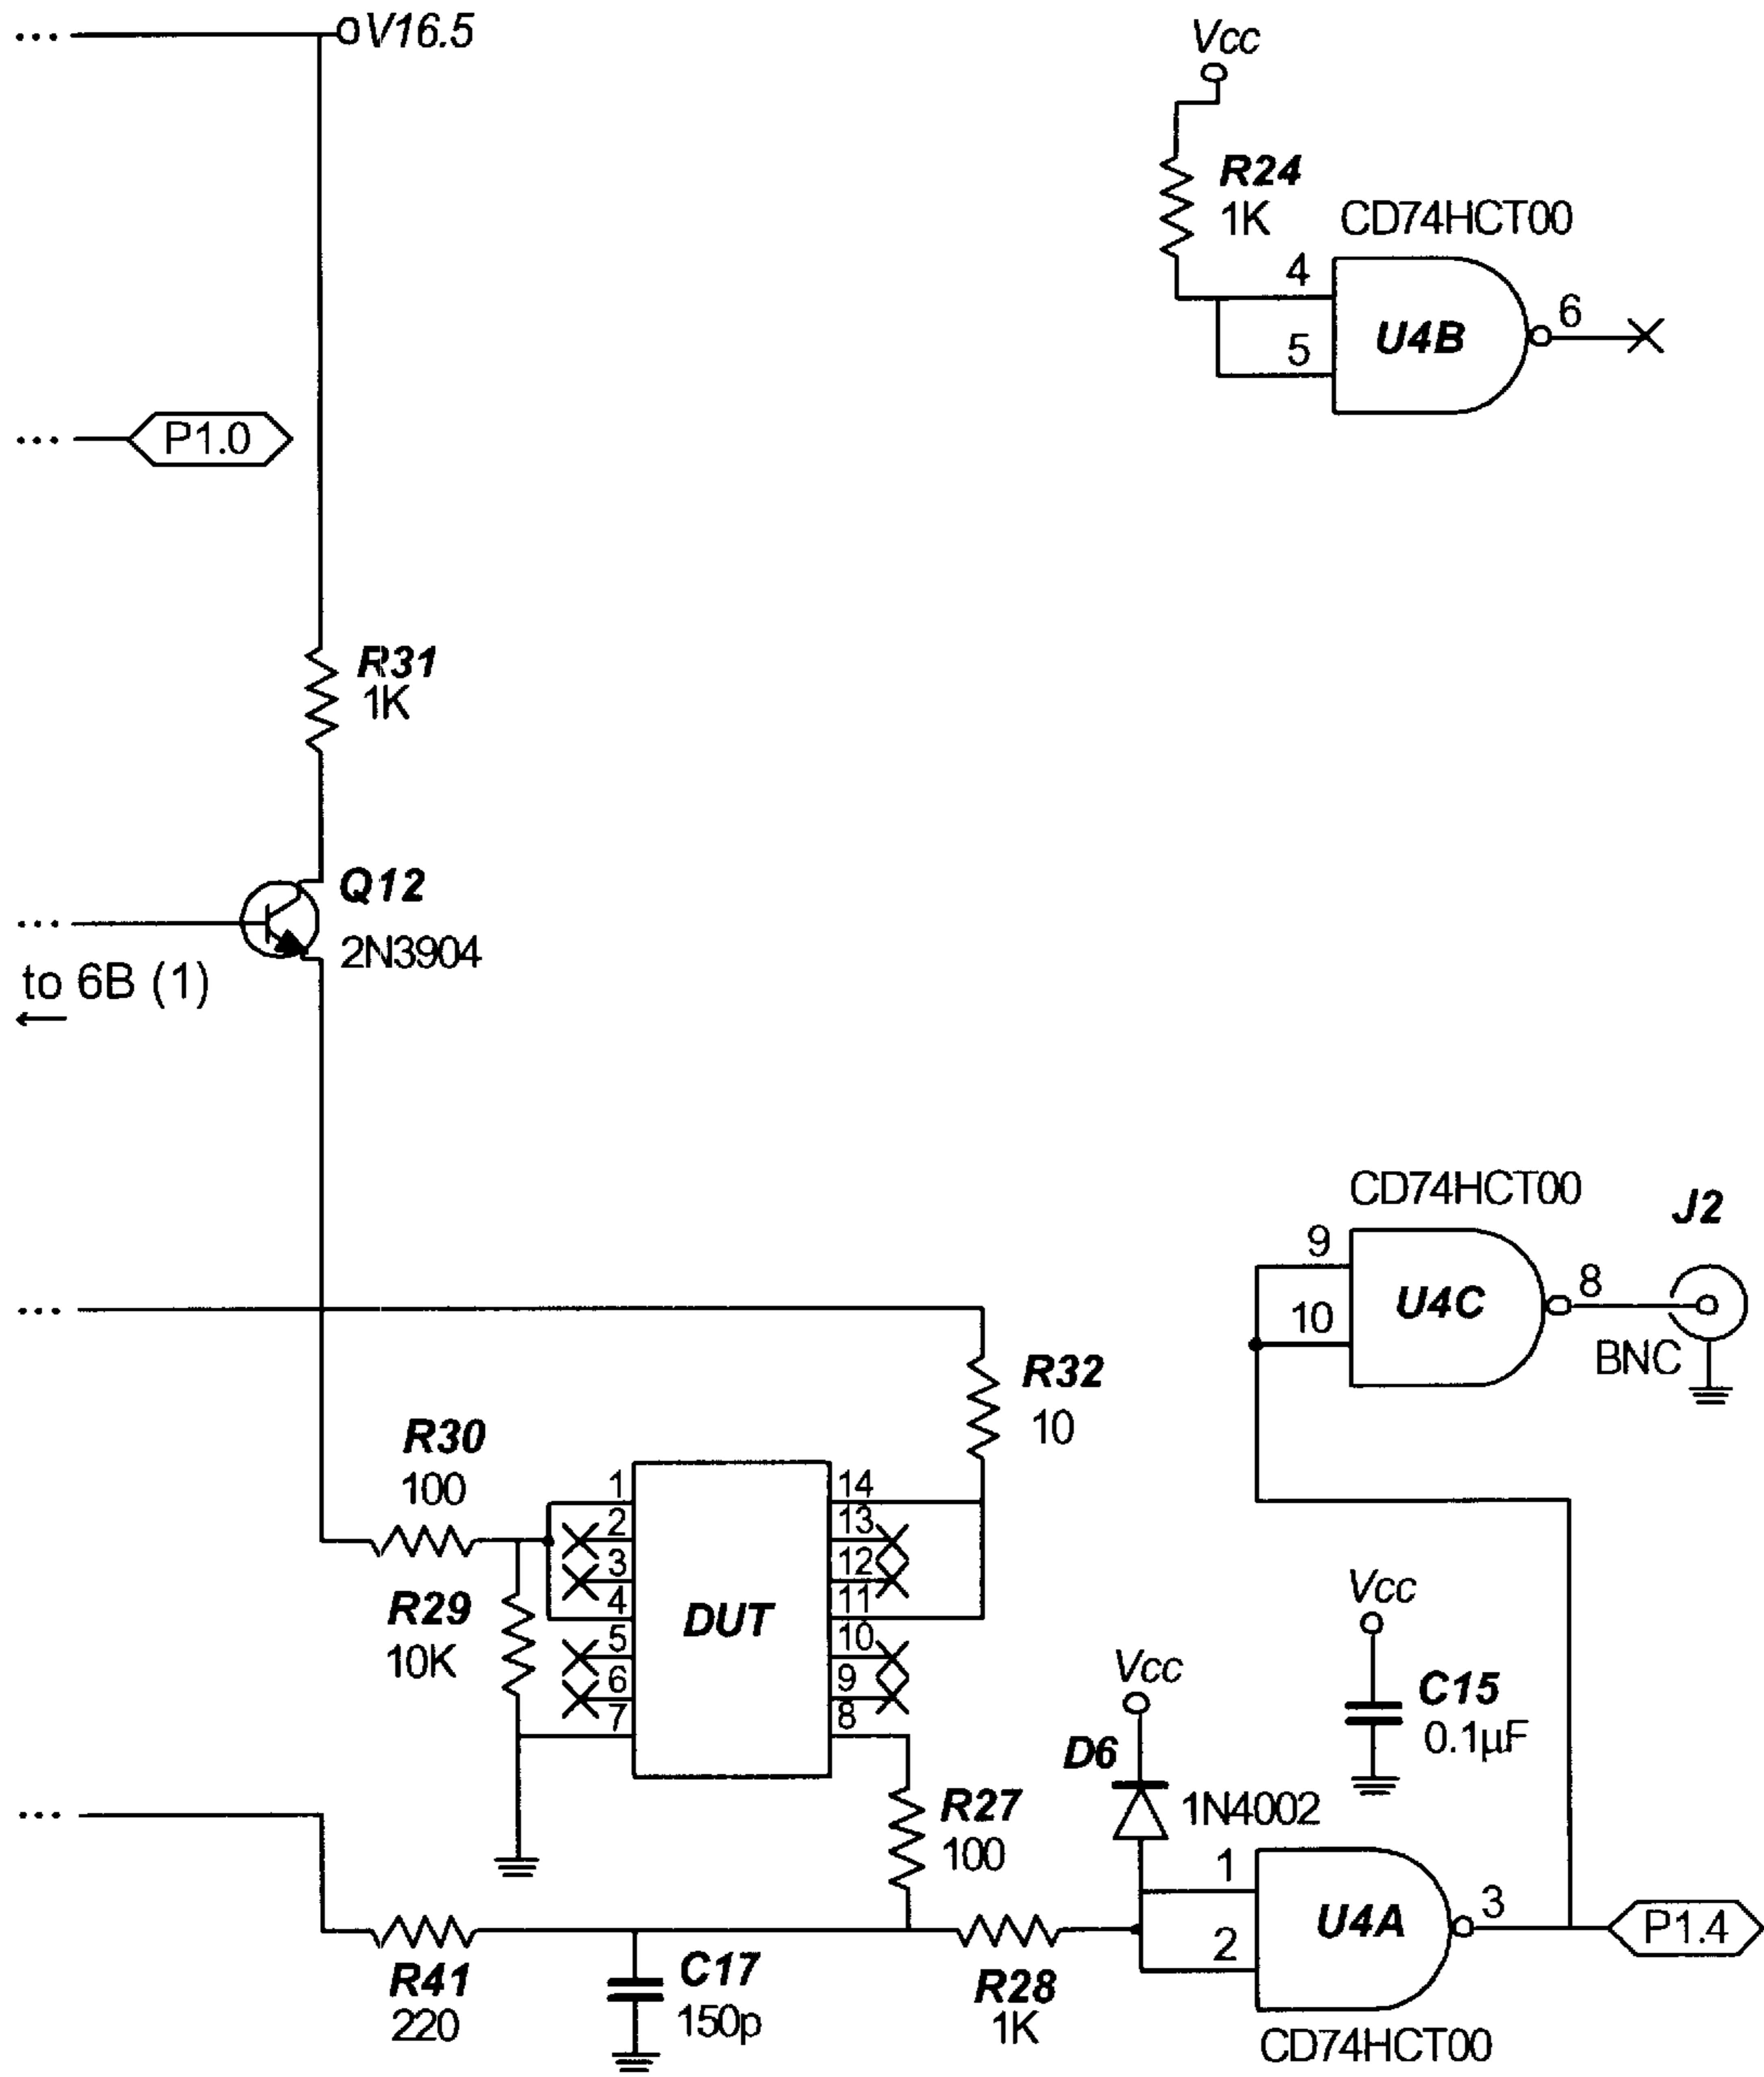 ... V16.5
Vcc
R24
1K
CD74HCT00
4
5
U4B
6
... P1.0
R31
1K
Q12
2N3904
...
to 6B (1)
←
CD74HCT00
J2
9
10
U4C
8
BNC
...
R32
10
R30
100
R29
10K
1
2
3
4
5
6
7
DUT
14
13
12
11
10
9
8
Vcc
C15
0.1µF
Vcc
D6
1N4002
R27
100
...
R41
220
C17
150p
R28
1K
1
2
U4A
3
P1.4
CD74HCT00